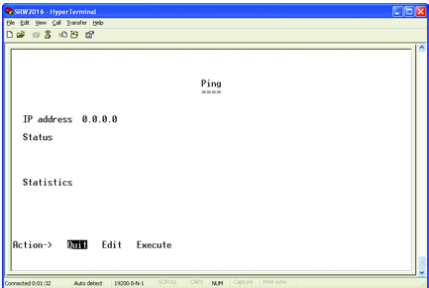 SRW2016 - HyperTerminal
File Edit View Call Transfer Help
Ping
====
IP address 0.0.0.0
Status
Statistics
Action-> Quit Edit Execute
Connected 0:01:32 Auto detect 19200 8-N-1 SCROLL CAPS NUM Capture Print echo